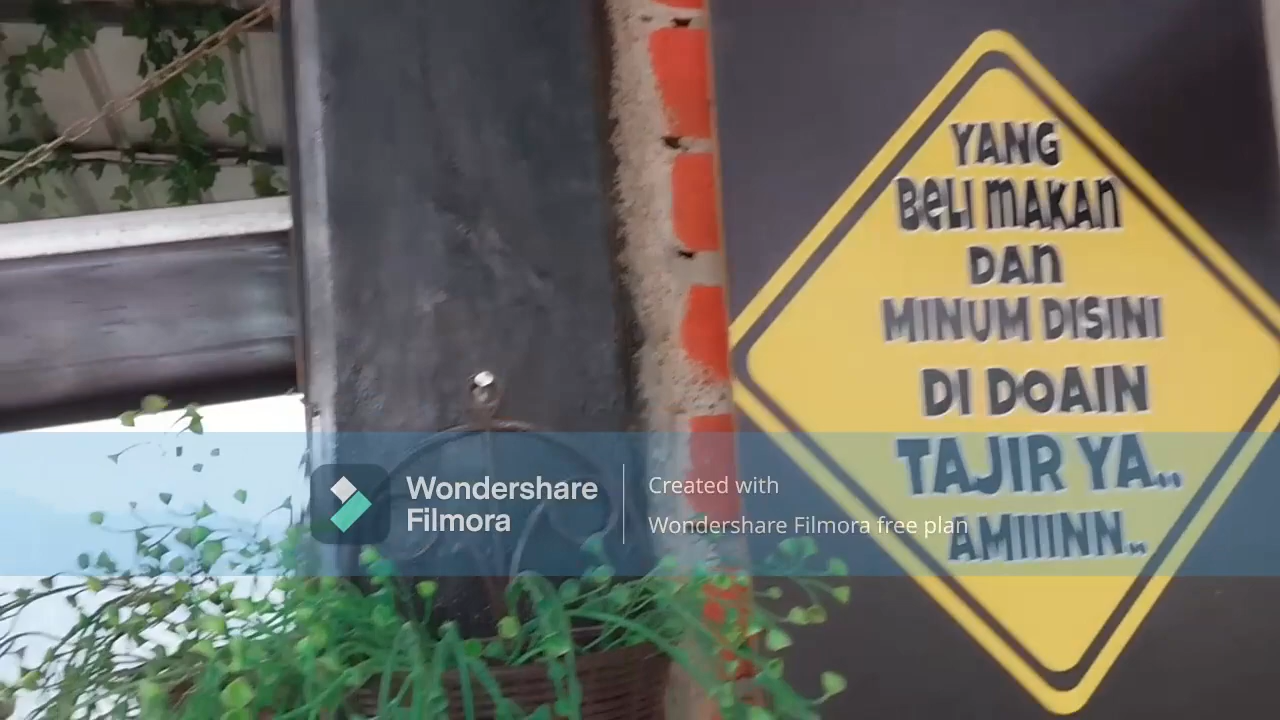 YANG
BELI MAKAN
DAN
MINUM DISINI
DI DOAIN
TAJIR YA..
AMIIINN..
Wondershare
Filmora
Created with
Wondershare Filmora free plan